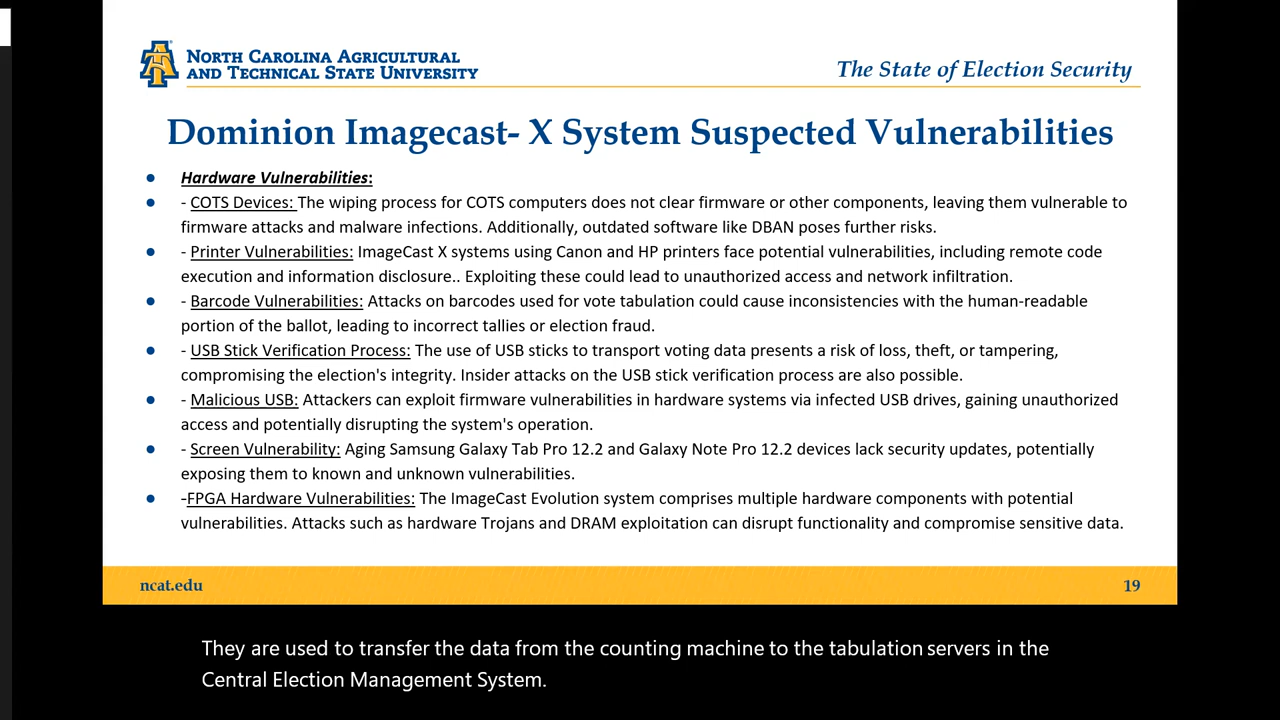 NORTH CAROLINA AGRICULTURAL
AND TECHNICAL STATE UNIVERSITY
The State of Election Security
Dominion Imagecast- X System Suspected Vulnerabilities
● Hardware Vulnerabilities:
● - COTS Devices: The wiping process for COTS computers does not clear firmware or other components, leaving them vulnerable to
firmware attacks and malware infections. Additionally, outdated software like DBAN poses further risks.
● - Printer Vulnerabilities: ImageCast X systems using Canon and HP printers face potential vulnerabilities, including remote code
execution and information disclosure.. Exploiting these could lead to unauthorized access and network infiltration.
● - Barcode Vulnerabilities: Attacks on barcodes used for vote tabulation could cause inconsistencies with the human-readable
portion of the ballot, leading to incorrect tallies or election fraud.
● - USB Stick Verification Process: The use of USB sticks to transport voting data presents a risk of loss, theft, or tampering,
compromising the election's integrity. Insider attacks on the USB stick verification process are also possible.
● - Malicious USB: Attackers can exploit firmware vulnerabilities in hardware systems via infected USB drives, gaining unauthorized
access and potentially disrupting the system's operation.
● - Screen Vulnerability: Aging Samsung Galaxy Tab Pro 12.2 and Galaxy Note Pro 12.2 devices lack security updates, potentially
exposing them to known and unknown vulnerabilities.
● -FPGA Hardware Vulnerabilities: The ImageCast Evolution system comprises multiple hardware components with potential
vulnerabilities. Attacks such as hardware Trojans and DRAM exploitation can disrupt functionality and compromise sensitive data.
ncat.edu
19
They are used to transfer the data from the counting machine to the tabulation servers in the
Central Election Management System.